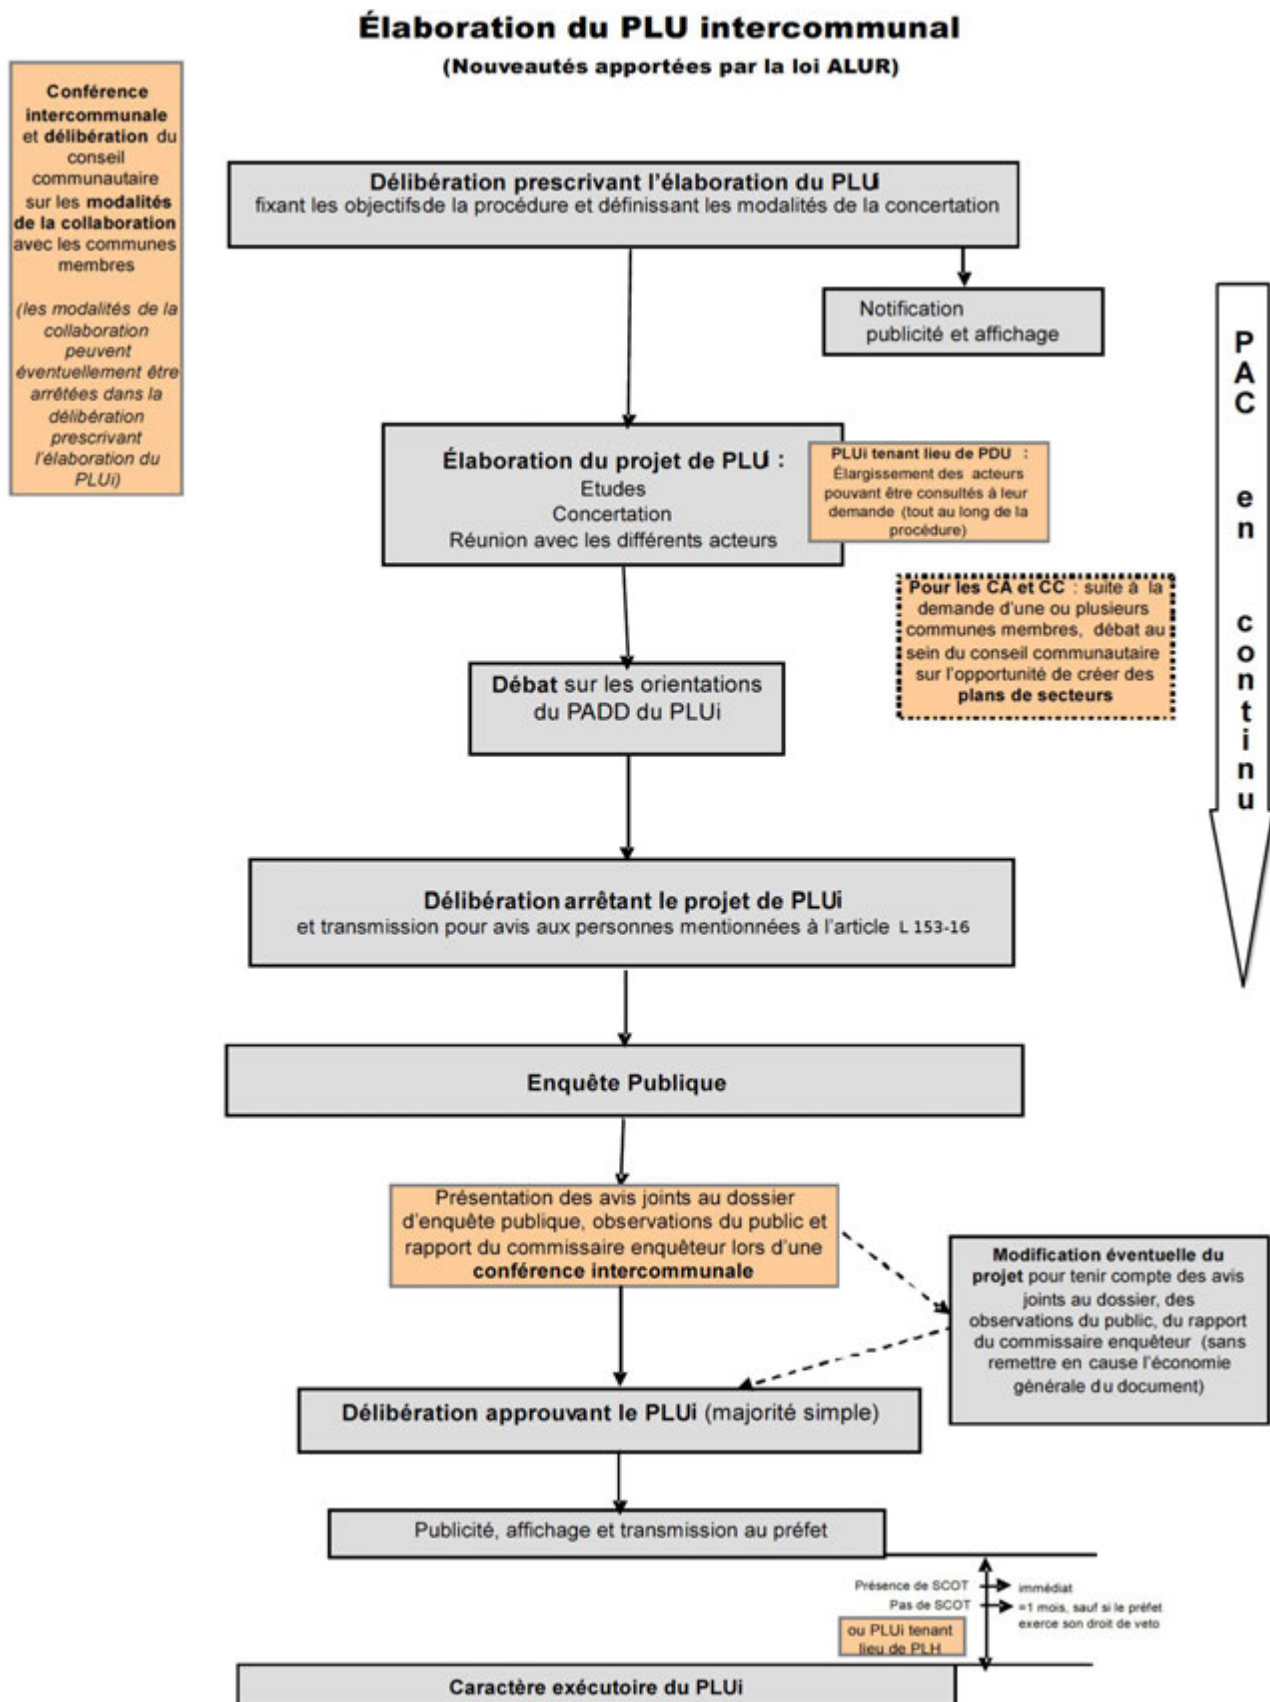 Élaboration du PLU intercommunal
(Nouveautés apportées par la loi ALUR)
Conférence
intercommunale
et délibération du
conseil
communautaire
sur les modalités
de la collaboration
avec les communes
membres
(les modalités de la
collaboration
peuvent
éventuellement être
arrêtées dans la
délibération
prescrivant
l'élaboration du
PLUi)
Délibération prescrivant l'élaboration du PLUi
fixant les objectifsde la procédure et définissant les modalités de la concertation
Notification
publicité et affichage
PAC en continu
Élaboration du projet de PLUi :
Etudes
Concertation
Réunion avec les différents acteurs
PLUi tenant lieu de PDU :
Élargissement des acteurs
pouvant être consultés à leur
demande (tout au long de la
procédure)
Pour les CA et CC : suite à la
demande d'une ou plusieurs
communes membres, débat au
sein du conseil communautaire
sur l'opportunité de créer des
plans de secteurs
Débat sur les orientations
du PADD du PLUi
Délibération arrêtant le projet de PLUi
et transmission pour avis aux personnes mentionnées à l'article L 153-16
Enquête Publique
Présentation des avis joints au dossier
d'enquête publique, observations du public et
rapport du commissaire enquêteur lors d'une
conférence intercommunale
Modification éventuelle du
projet pour tenir compte des avis
joints au dossier, des
observations du public, du rapport
du commissaire enquêteur (sans
remettre en cause l'économie
générale du document)
Délibération approuvant le PLUi (majorité simple)
Publicité, affichage et transmission au préfet
Présence de SCOT immédiat
Pas de SCOT =1 mois, sauf si le préfet
exerce son droit de veto
ou PLUi tenant
lieu de PLH
Caractère exécutoire du PLUi